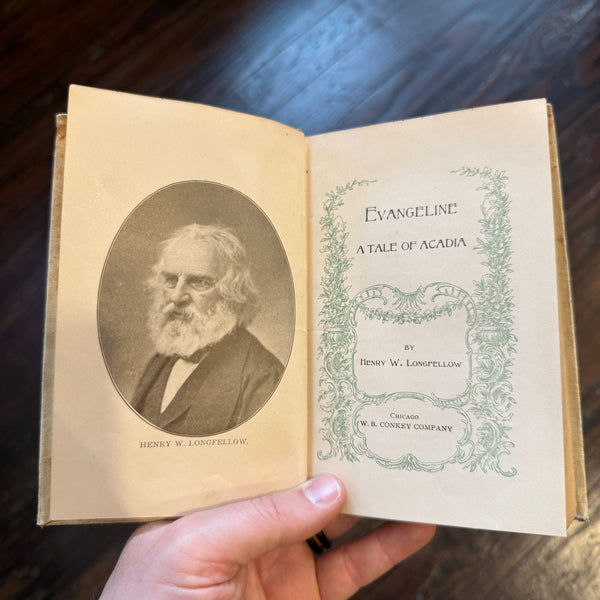 HENRY W. LONGFELLOW.
EVANGELINE
A TALE OF ACADIA
BY
HENRY W. LONGFELLOW
CHICAGO
W. B. CONKEY COMPANY